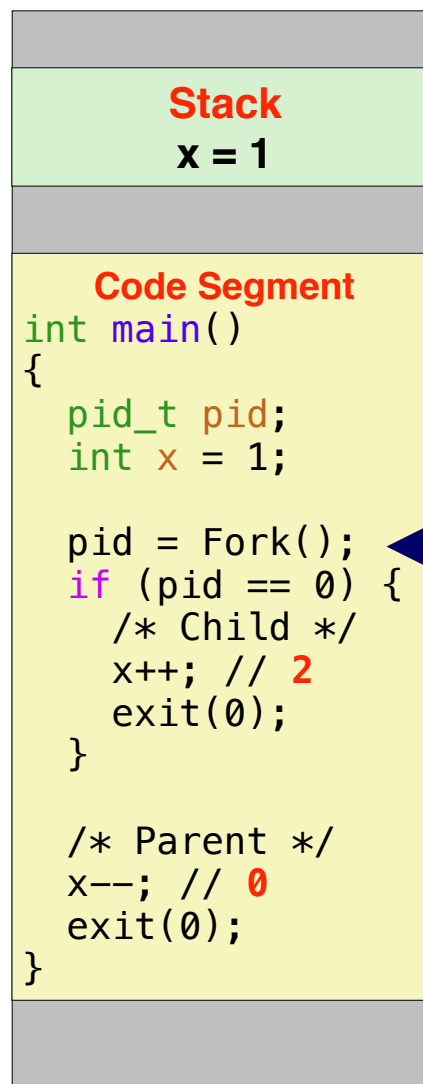 Stack
x = 1
Code Segment
int main()
{
  pid_t pid;
  int x = 1;

  pid = Fork();
  if (pid == 0) {
    /* Child */
    x++; // 2
    exit(0);
  }

  /* Parent */
  x--; // 0
  exit(0);
}